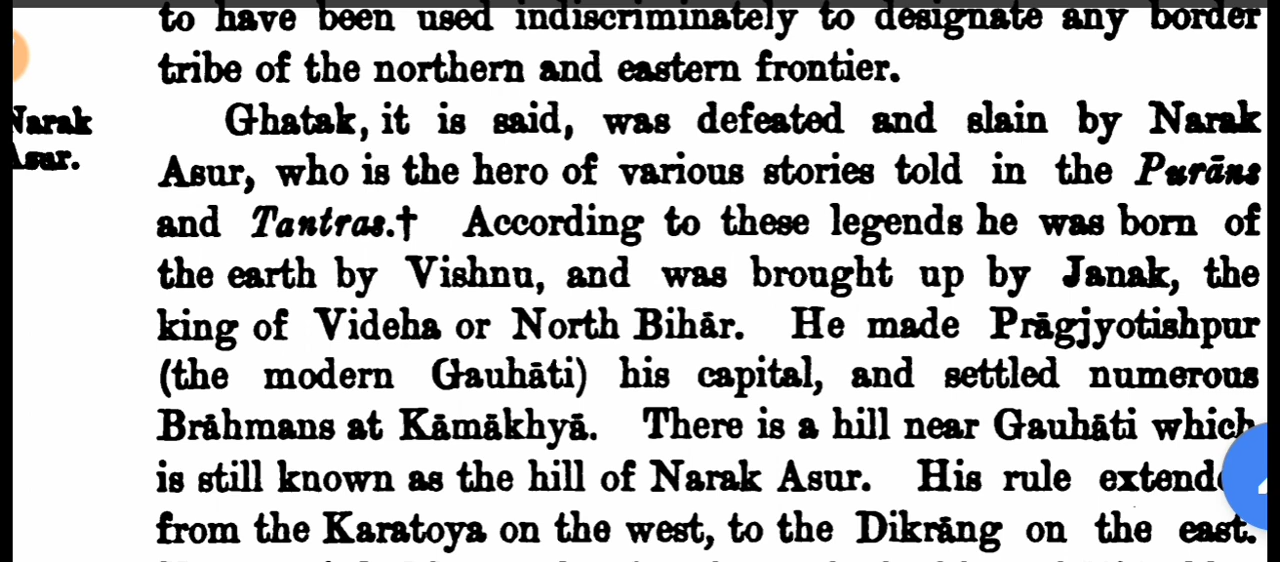 to have been used indiscriminately to designate any border
tribe of the northern and eastern frontier.
Narak
Asur.
Ghatak, it is said, was defeated and slain by Narak
Asur, who is the hero of various stories told in the Purāns
and Tantras.† According to these legends he was born of
the earth by Vishnu, and was brought up by Janak, the
king of Videha or North Bihār. He made Prāgjyotishpur
(the modern Gauhāti) his capital, and settled numerous
Brāhmans at Kāmākhyā. There is a hill near Gauhāti which
is still known as the hill of Narak Asur. His rule extende
from the Karatoya on the west, to the Dikrāng on the east.